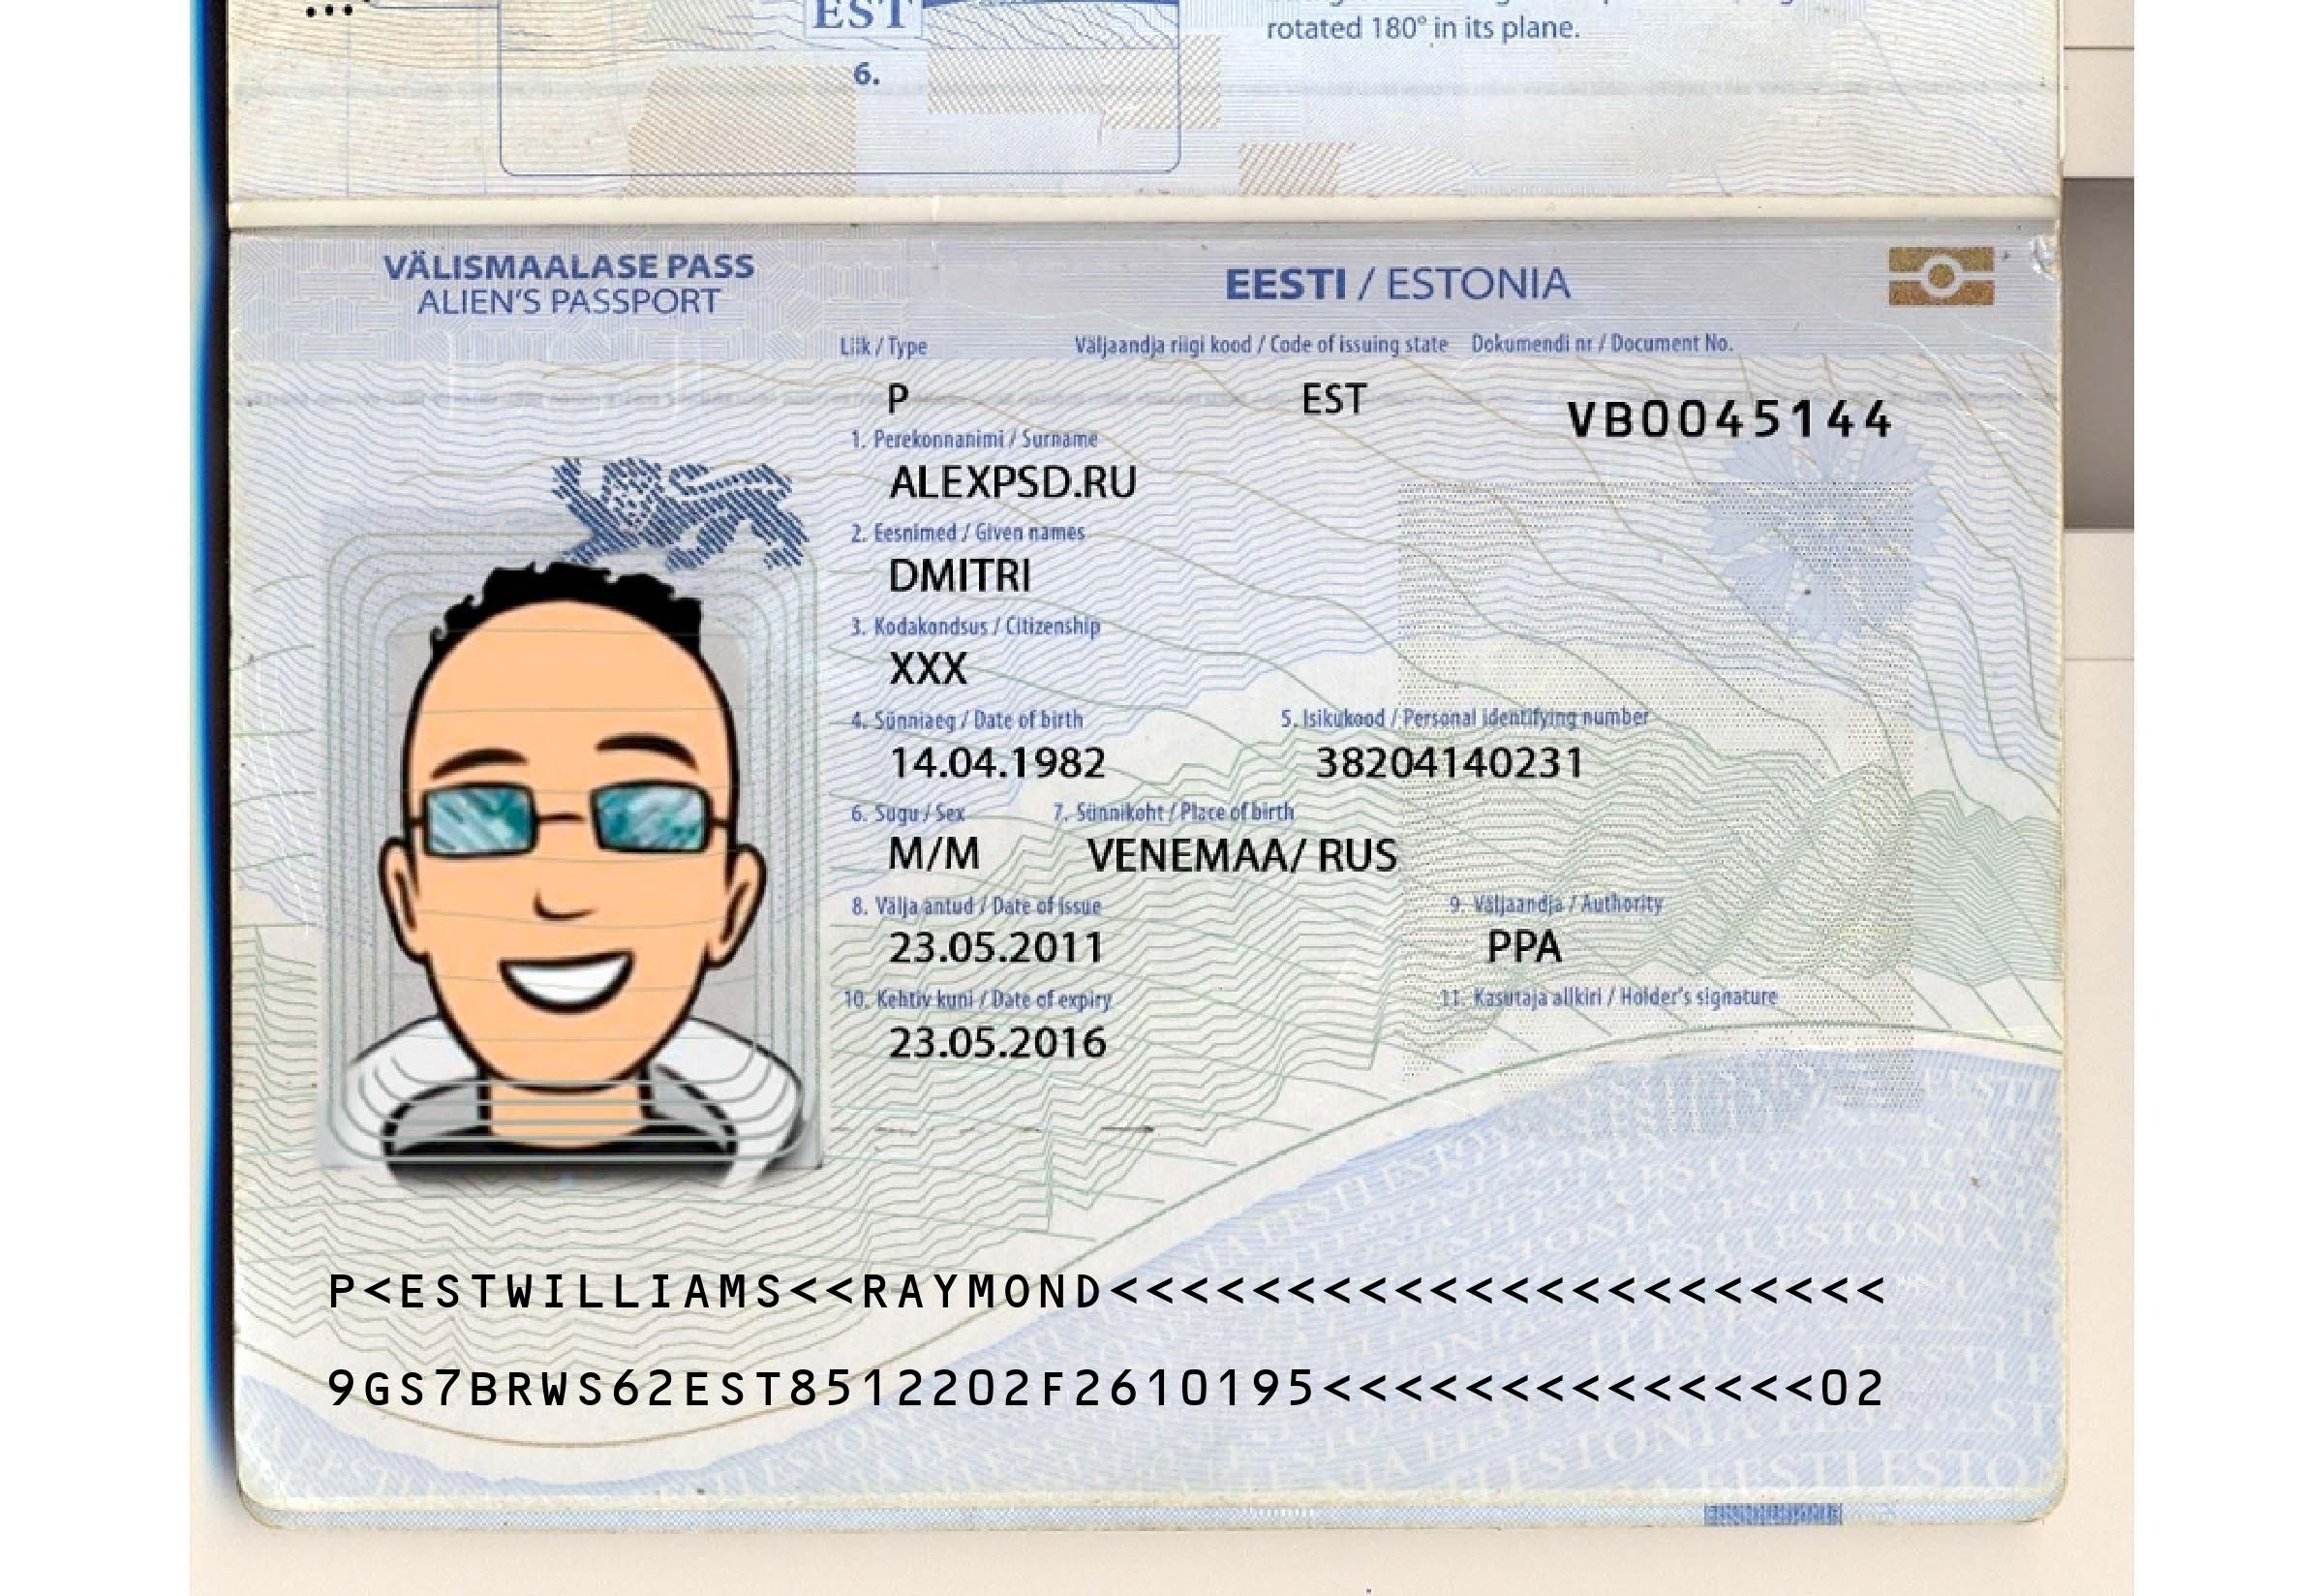 EST
rotated 180° in its plane.
6.
VÄLISMAALASE PASS
ALIEN'S PASSPORT
EESTI / ESTONIA
Liik / Type
Väljaandja riigi kood / Code of issuing state
Dokumendi nr / Document No.
P
EST
VB0045144
1. Perekonnanimi / Surname
ALEXPSD.RU
2. Eesnimed / Given names
DMITRI
3. Kodakondsus / Citizenship
XXX
4. Sünniaeg / Date of birth
5. Isikukood / Personal identifying number
14.04.1982
38204140231
6. Sugu / Sex
7. Sünnikoht / Place of birth
M/M
VENEMAA/ RUS
8. Välja antud / Date of issue
9. Väljaandja / Authority
23.05.2011
PPA
10. Kehtiv kuni / Date of expiry
11. Kasutaja allkiri / Holder's signature
23.05.2016
P<ESTWILLIAMS<<RAYMOND<<<<<<<<<<<<<<<<<<<<<<
9GS7BRWS62EST8512202F2610195<<<<<<<<<<<<<<02